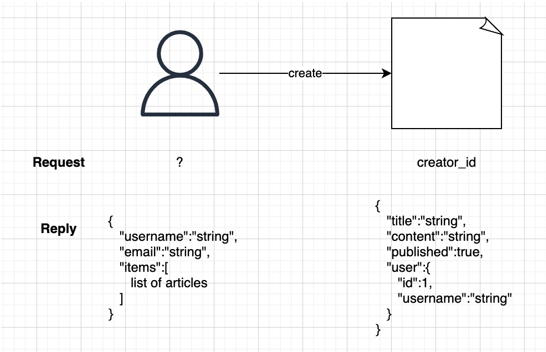 create
Request
?
creator_id
Reply
{
"username":"string",
"email":"string",
"items":[
list of articles
]
}
{
"title":"string",
"content":"string",
"published":true,
"user":{
"id":1,
"username":"string"
}
}